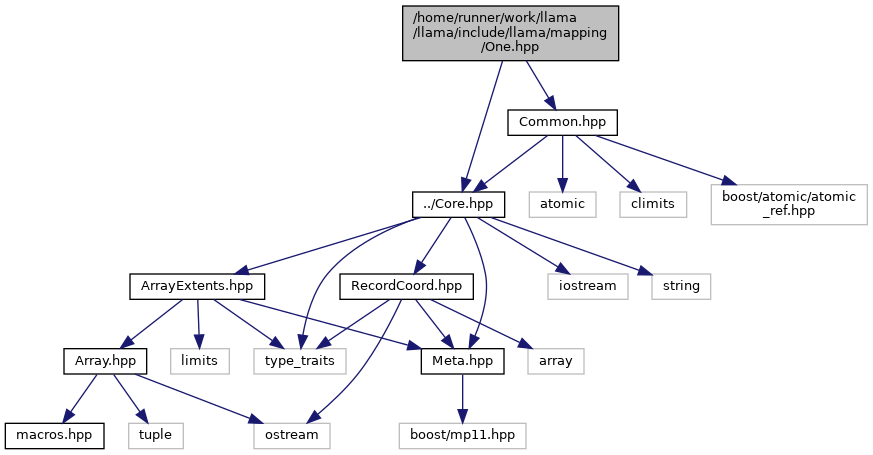 /home/runner/work/llama
/llama/include/llama/mapping
/One.hpp
Common.hpp
../Core.hpp
atomic
climits
boost/atomic/atomic
_ref.hpp
ArrayExtents.hpp
RecordCoord.hpp
iostream
string
Array.hpp
limits
type_traits
Meta.hpp
array
macros.hpp
tuple
ostream
boost/mp11.hpp